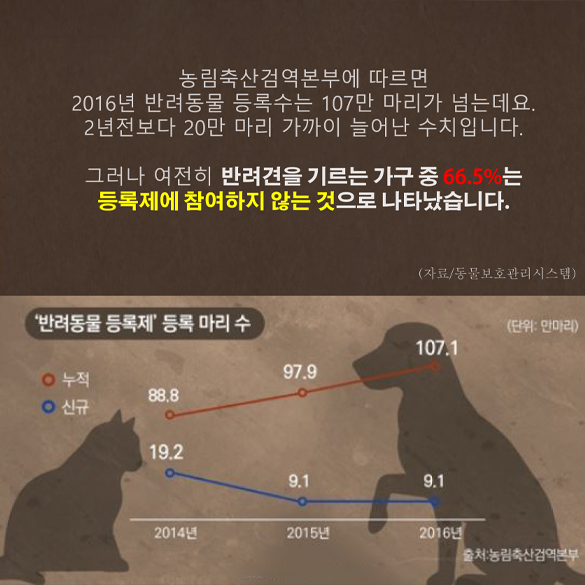 농림축산검역본부에 따르면
2016년 반려동물 등록수는 107만 마리가 넘는데요.
2년전보다 20만 마리 가까이 늘어난 수치입니다.
그러나 여전히 반려견을 기르는 가구 중 66.5%는
등록제에 참여하지 않는 것으로 나타났습니다.
(자료/동물보호관리시스템)
‘반려동물 등록제’ 등록 마리 수
(단위: 만마리)
누적
신규
88.8
97.9
107.1
19.2
9.1
9.1
2014년
2015년
2016년
출처:농림축산검역본부